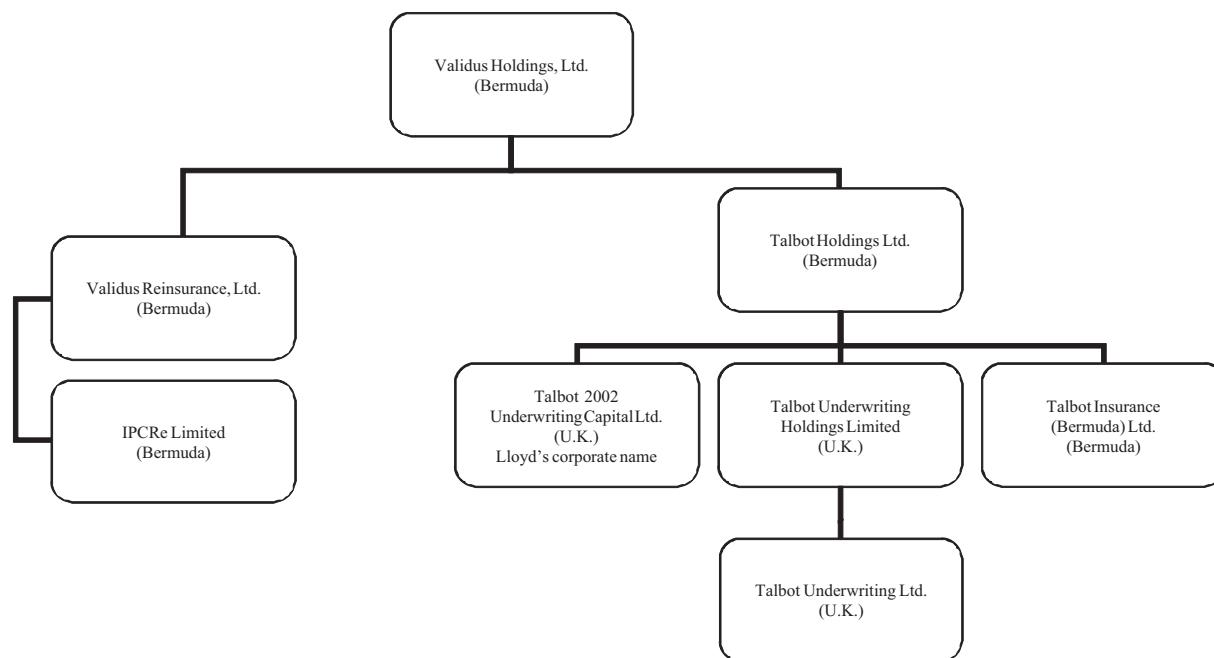 Validus Holdings, Ltd.
(Bermuda)
Talbot Holdings Ltd.
(Bermuda)
Validus Reinsurance, Ltd.
(Bermuda)
IPCRe Limited
(Bermuda)
Talbot 2002
Underwriting Capital Ltd.
(U.K.)
Lloyd’s corporate name
Talbot Underwriting
Holdings Limited
(U.K.)
Talbot Insurance
(Bermuda) Ltd.
(Bermuda)
Talbot Underwriting Ltd.
(U.K.)